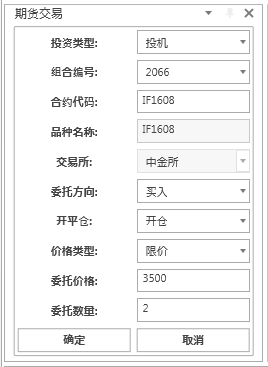 期货交易
投资类型: 投机
组合编号: 2066
合约代码: IF1608
品种名称: IF1608
交易所: 中金所
委托方向: 买入
开平仓: 开仓
价格类型: 限价
委托价格: 3500
委托数量: 2
确定 取消